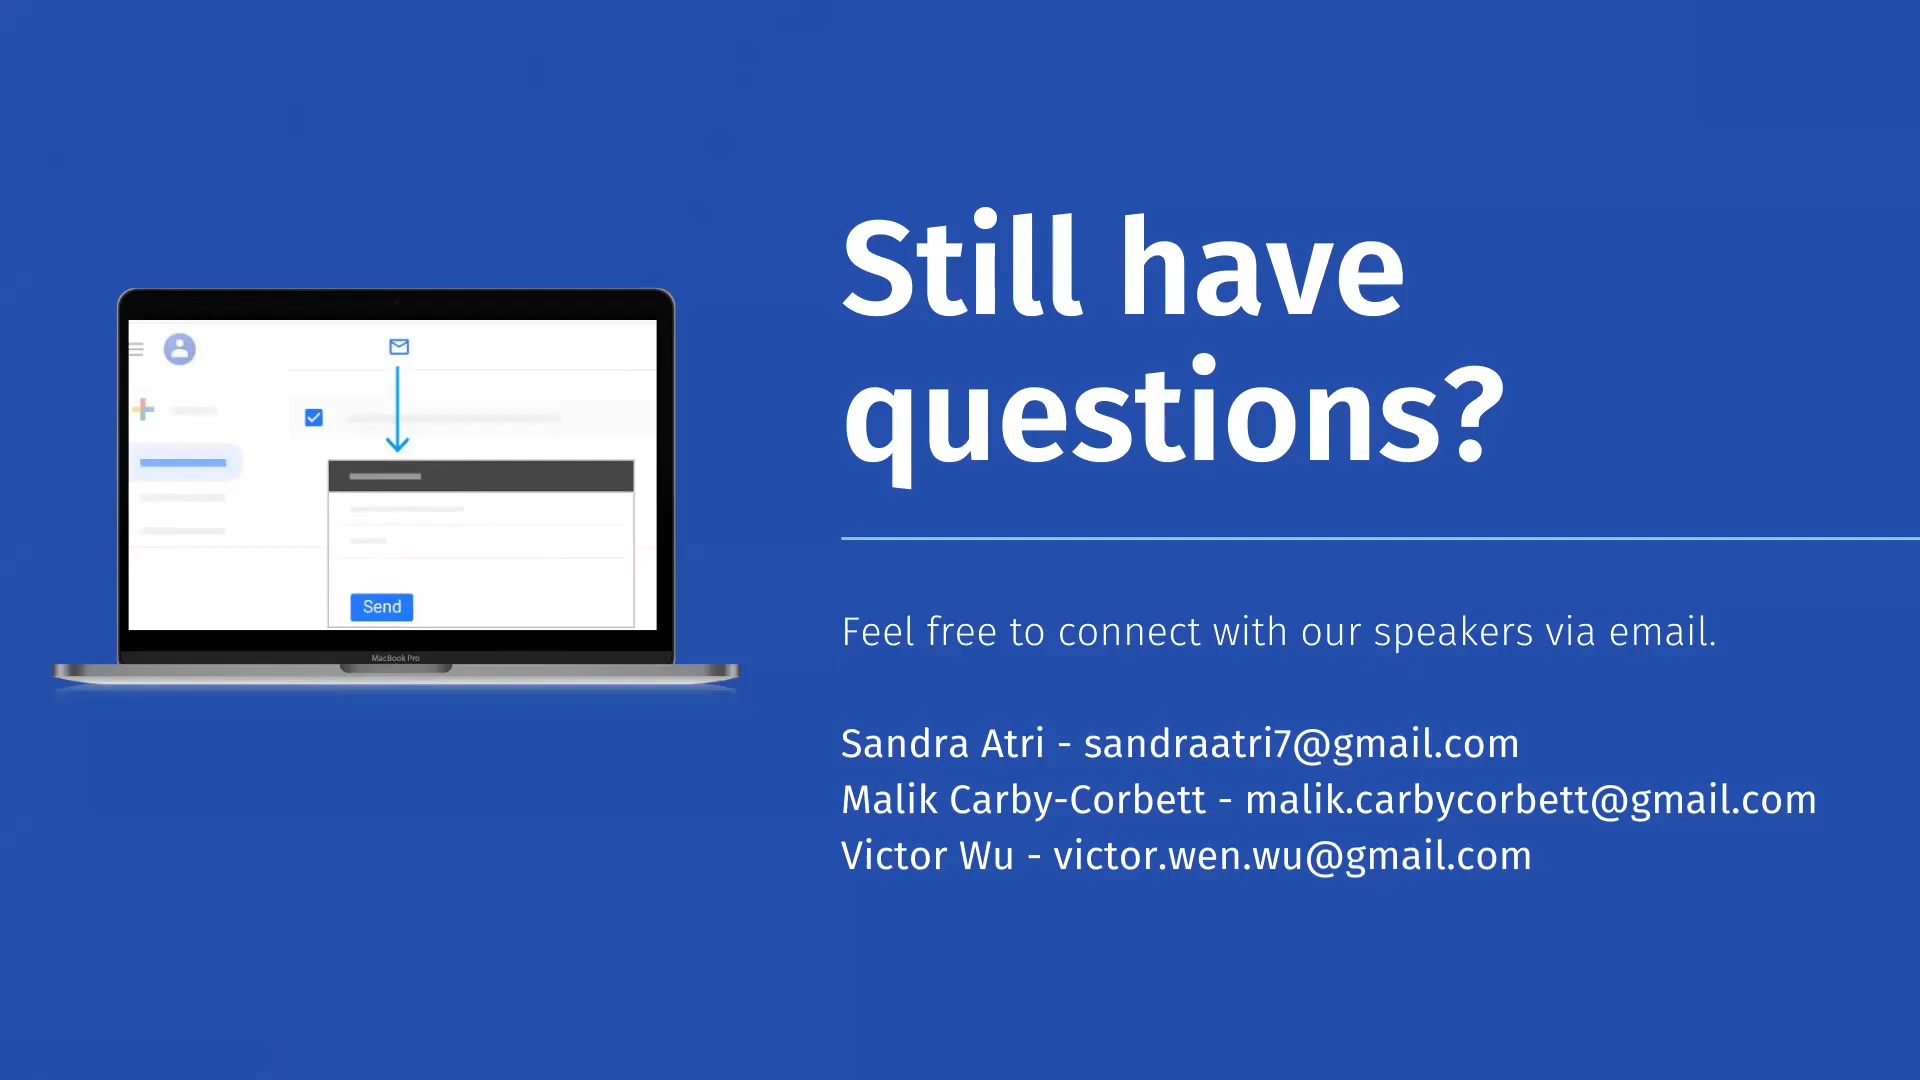 Still have
questions?
Feel free to connect with our speakers via email.
Sandra Atri - sandraatri7@gmail.com
Malik Carby-Corbett - malik.carbycorbett@gmail.com
Victor Wu - victor.wen.wu@gmail.com
Send
MacBook Pro